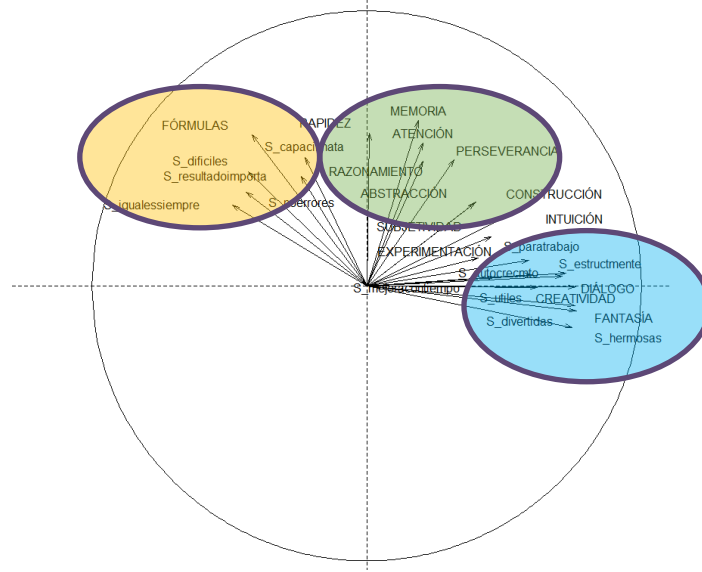 MEMORIA
FÓRMULAS
RAPIDEZ
ATENCIÓN
S_capacimata
PERSEVERANCIA
S_dificiles
RAZONAMIENTO
S_resultadoimporta
ABSTRACCIÓN
CONSTRUCCIÓN
S_igualessiempre
S_noerrores
INTUICIÓN
SUBJETIVIDAD
S_paratrabajo
EXPERIMENTACIÓN
S_estructmente
S_autocrecmto
S_mejoracontiempo
DIÁLOGO
S_utiles
CREATIVIDAD
S_divertidas
FANTASÍA
S_hermosas